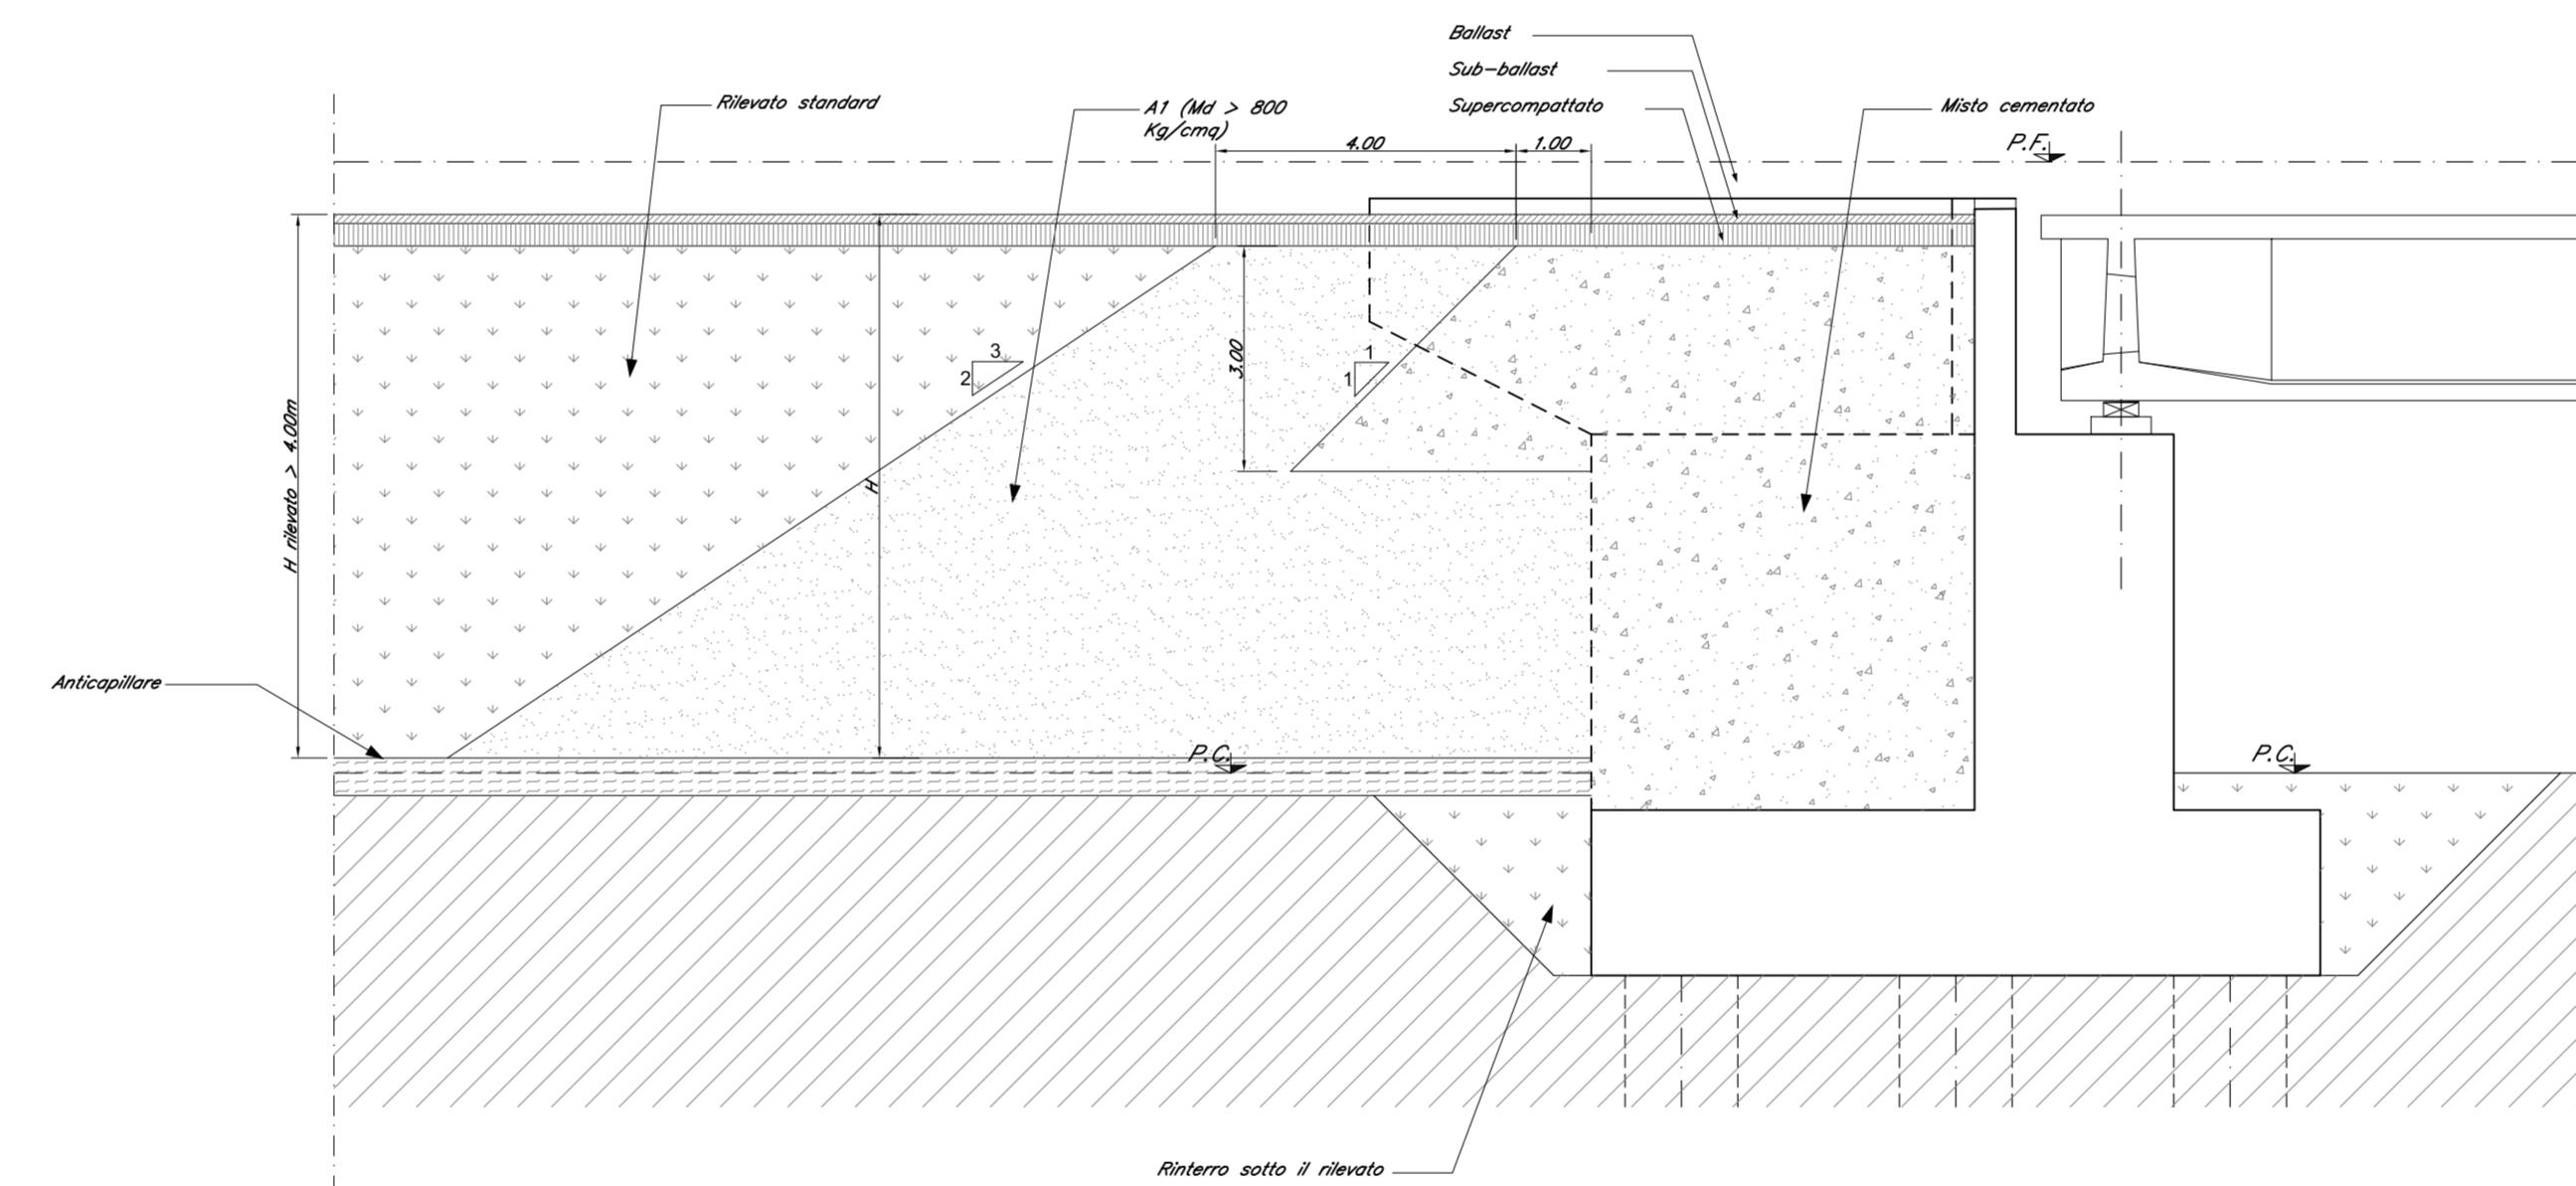 Ballast
Sub-ballast
Supercompattato
Rilevato standard
A1 (Md > 800
Kg/cmq)
Misto cementato
4.00
1.00
P.F.
3
2
3.00
1
1
H rilevato > 4.00m
H
Anticapillare
P.C.
P.C.
Rinterro sotto il rilevato